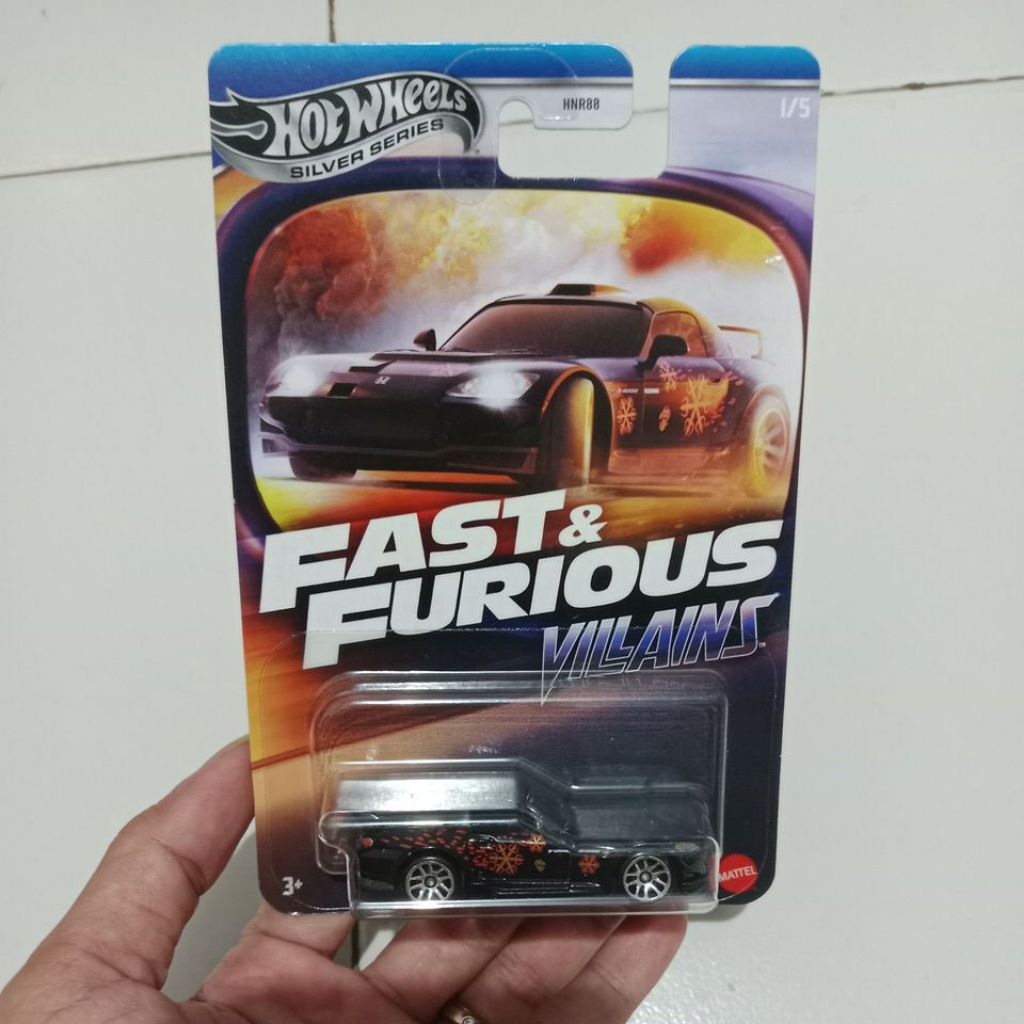 HOT WHEELS
SILVER SERIES
HNR88
1/5
FAST &
FURIOUS
VILLAINS
3+
MATTEL